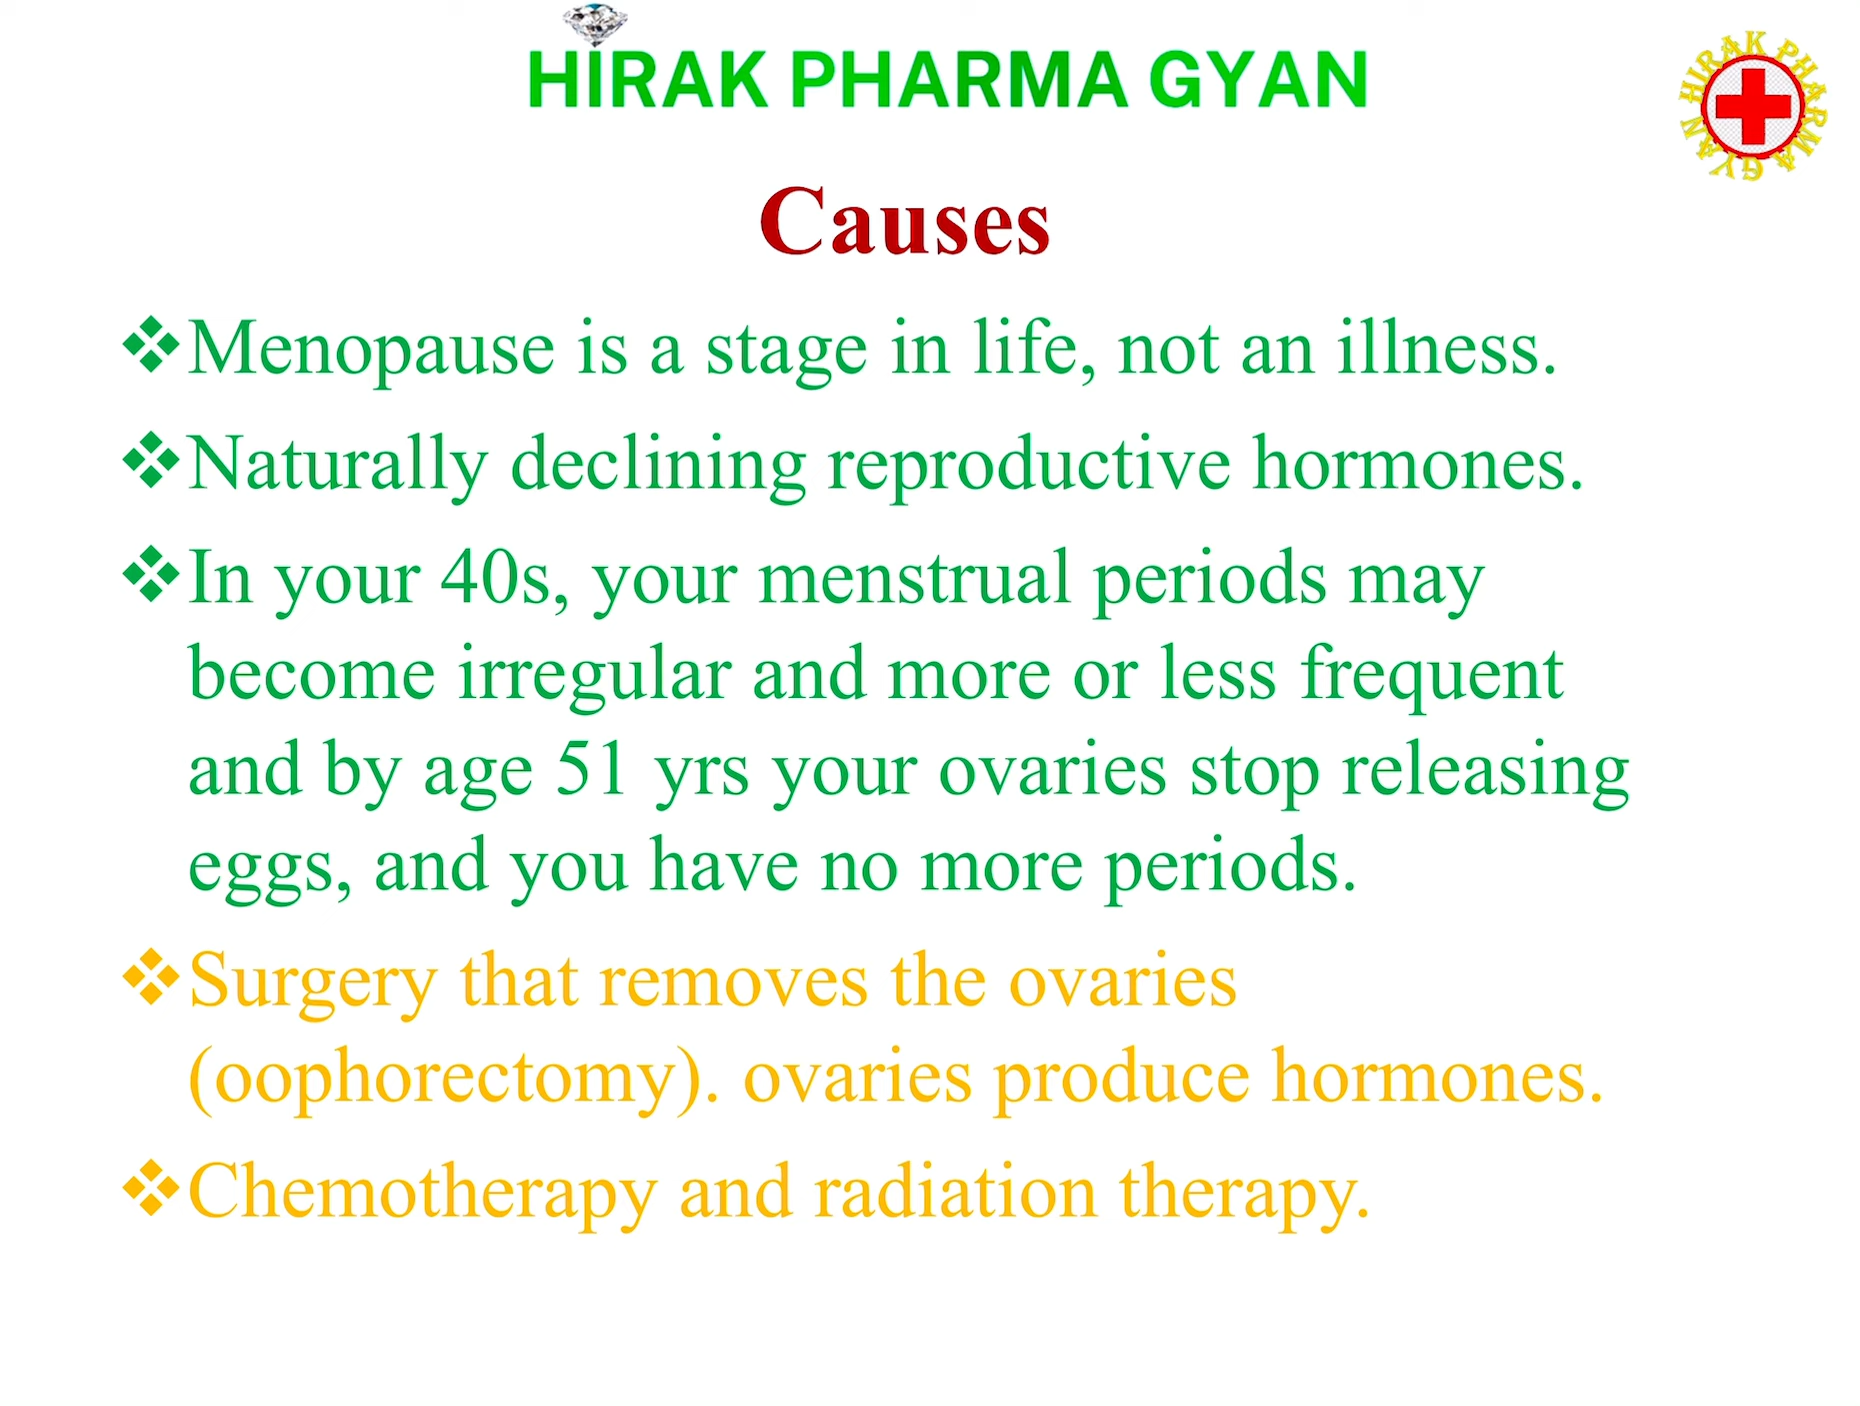 HIRAK PHARMA GYAN
HIRAK PHARMA GYAN
Causes
❖Menopause is a stage in life, not an illness.
❖Naturally declining reproductive hormones.
❖In your 40s, your menstrual periods may
become irregular and more or less frequent
and by age 51 yrs your ovaries stop releasing
eggs, and you have no more periods.
❖Surgery that removes the ovaries
(oophorectomy). ovaries produce hormones.
❖Chemotherapy and radiation therapy.